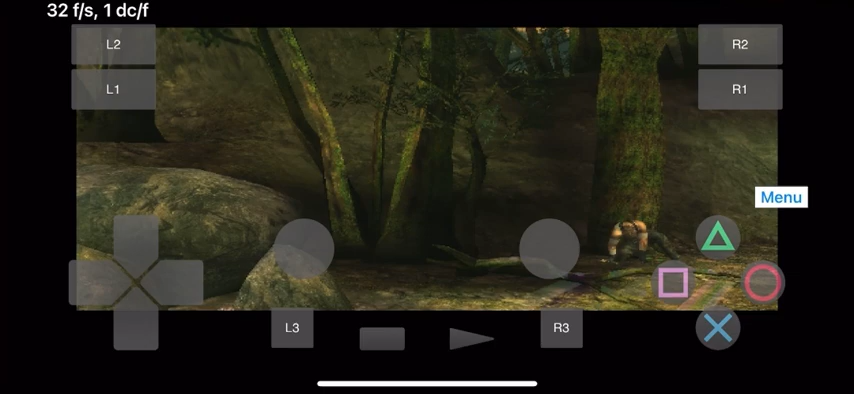 32 f/s, 1 dc/f
L2
R2
L1
R1
Menu
L3
R3